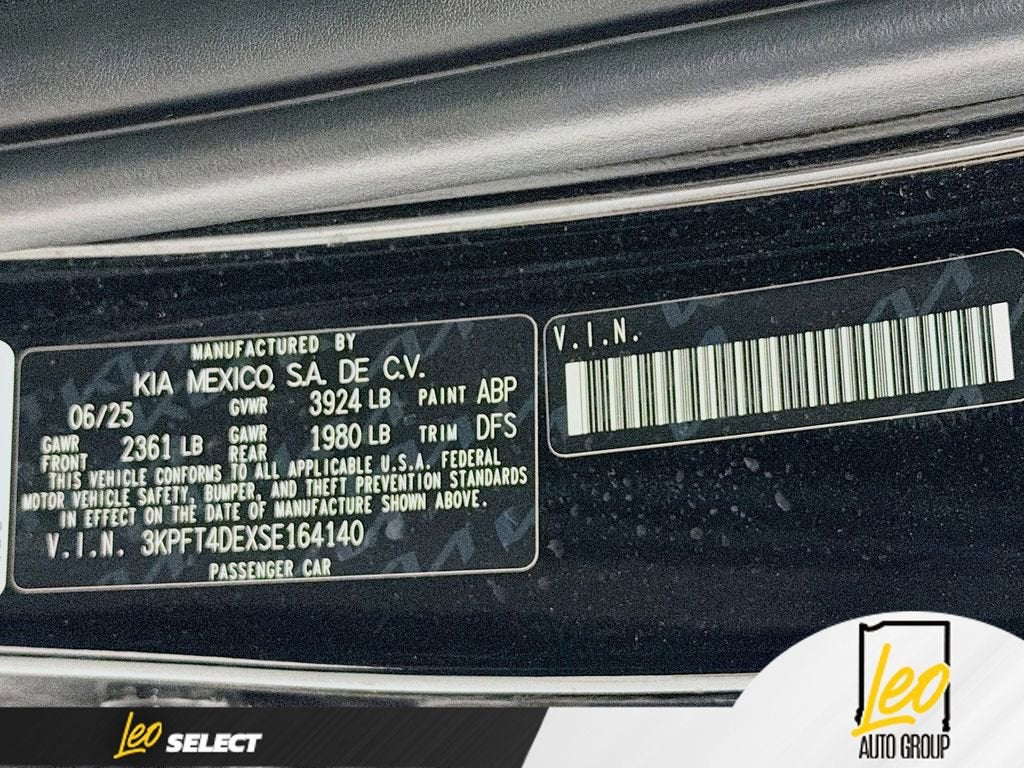 MANUFACTURED BY
KIA MEXICO, S.A. DE C.V.
06/25 GVWR 3924 LB PAINT ABP
GAWR FRONT 2361 LB GAWR REAR 1980 LB TRIM DFS
THIS VEHICLE CONFORMS TO ALL APPLICABLE U.S.A. FEDERAL
MOTOR VEHICLE SAFETY, BUMPER, AND THEFT PREVENTION STANDARDS
IN EFFECT ON THE DATE OF MANUFACTURE SHOWN ABOVE.
V.I.N. 3KPFT4DEXSE164140
PASSENGER CAR
V.I.N.
Leo SELECT
Leo
AUTO GROUP